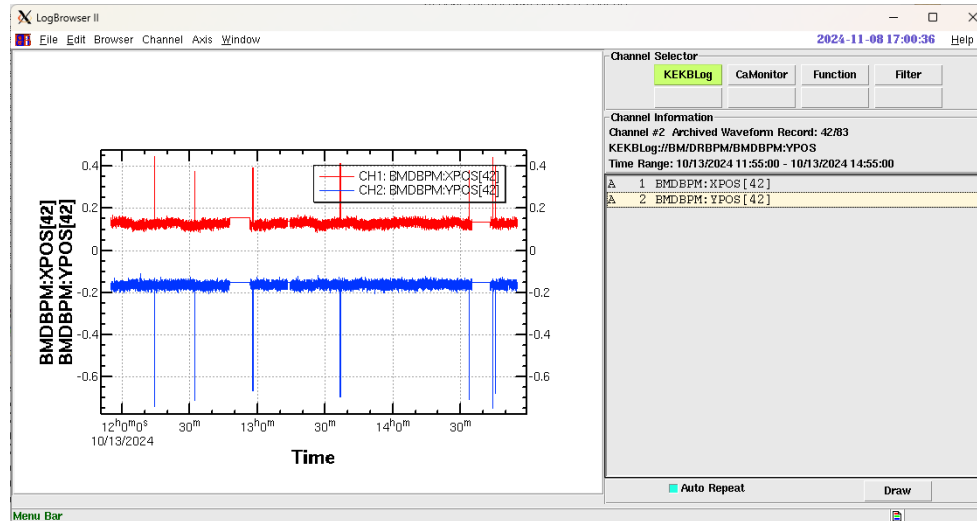 LogBrowser II
File Edit Browser Channel Axis Window 2024-11-08 17:00:36 Help
Channel Selector
KEKBLog CaMonitor Function Filter
Channel Information
Channel #2 Archived Waveform Record: 42/83
KEKBLog://BM/DRBPM/BMDBPM:YPOS
Time Range: 10/13/2024 11:55:00 - 10/13/2024 14:55:00
A 1 BMDBPM:XPOS[42]
A 2 BMDBPM:YPOS[42]
BMDBPM:XPOS[42]
BMDBPM:YPOS[42]
CH1: BMDBPM:XPOS[42]
CH2: BMDBPM:YPOS[42]
0.4 0.4
0.2 0.2
0 0
-0.2 -0.2
-0.4 -0.4
-0.6 -0.6
12h0m0s 30m 13h0m 30m 14h0m 30m
10/13/2024
Time
Auto Repeat Draw
Menu Bar